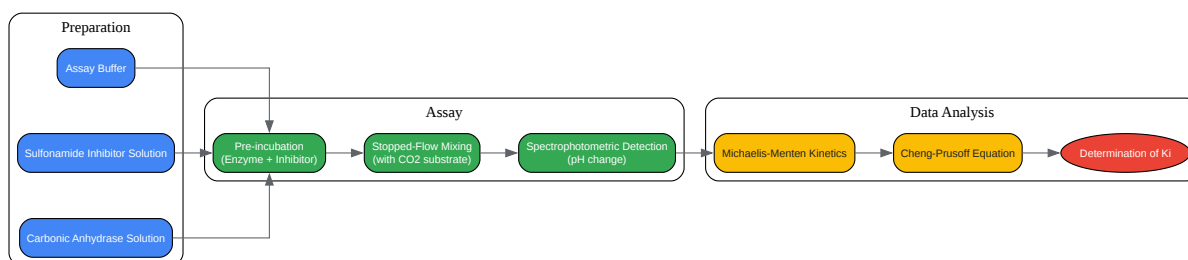 Preparation
Assay Buffer
Sulfonamide Inhibitor Solution
Carbonic Anhydrase Solution
Assay
Pre-incubation
(Enzyme + Inhibitor)
Stopped-Flow Mixing
(with CO2 substrate)
Spectrophotometric Detection
(pH change)
Data Analysis
Michaelis-Menten Kinetics
Cheng-Prusoff Equation
Determination of Ki